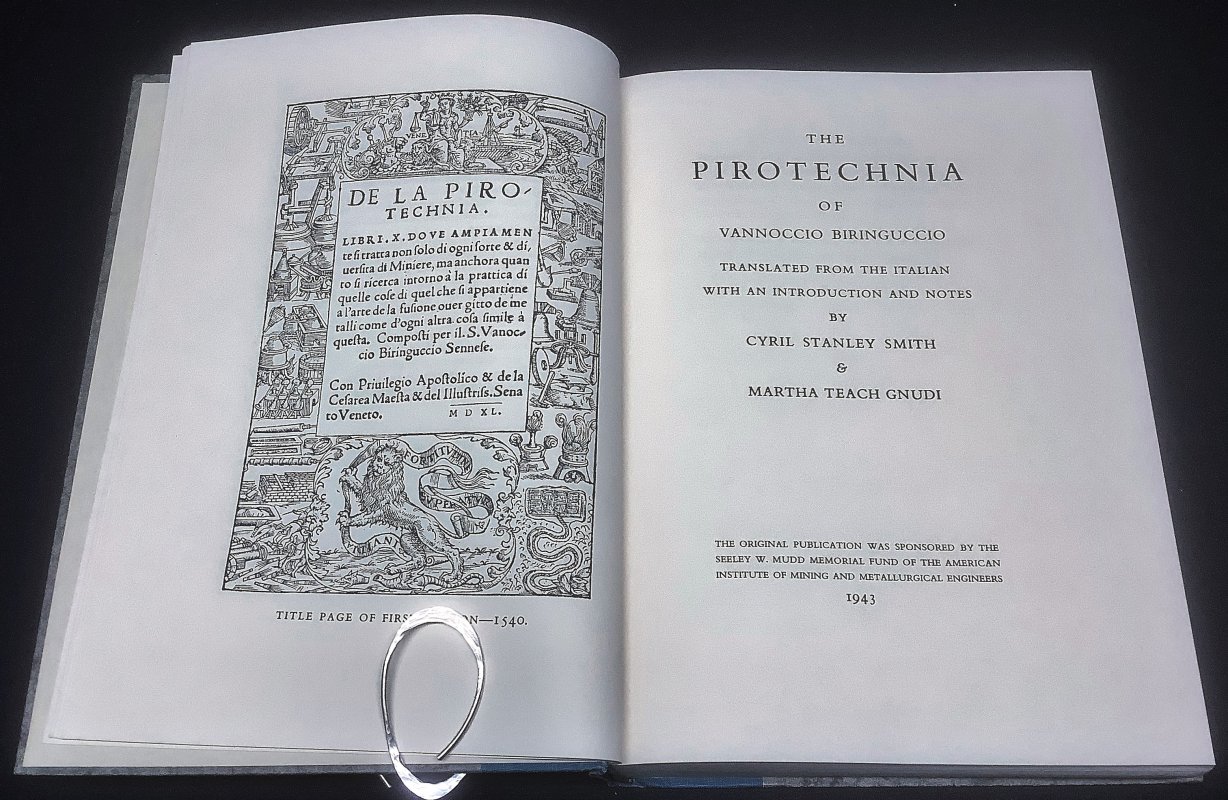 VENE TIA
DE LA PIRO-
TECHNIA.
LIBRI. X. DOVE AMPIAMEN
te ſi tratta non ſolo di ogni ſorte & di,
uerſita di Miniere, ma anchora quan
to ſi ricerca intorno à la prattica di
quelle coſe di quel che ſi appartiene
a l'arte de la fuſione ouer gitto de me
talli come d'ogni altra coſa ſimile à
queſta. Compoſti per il. S. Vanoc-
cio Biringuccio Senneſe.
Con Priuilegio Apoſtolico & de la
Ceſarea Maeſta & del Illuſtriſs. Sena
to Veneto. M D XL.
TITLE PAGE OF —1540.
THE
PIROTECHNIA
OF
VANNOCCIO BIRINGUCCIO
TRANSLATED FROM THE ITALIAN
WITH AN INTRODUCTION AND NOTES
BY
CYRIL STANLEY SMITH
&
MARTHA TEACH GNUDI
THE ORIGINAL PUBLICATION WAS SPONSORED BY THE
SEELEY W. MUDD MEMORIAL FUND OF THE AMERICAN
INSTITUTE OF MINING AND METALLURGICAL ENGINEERS
1943